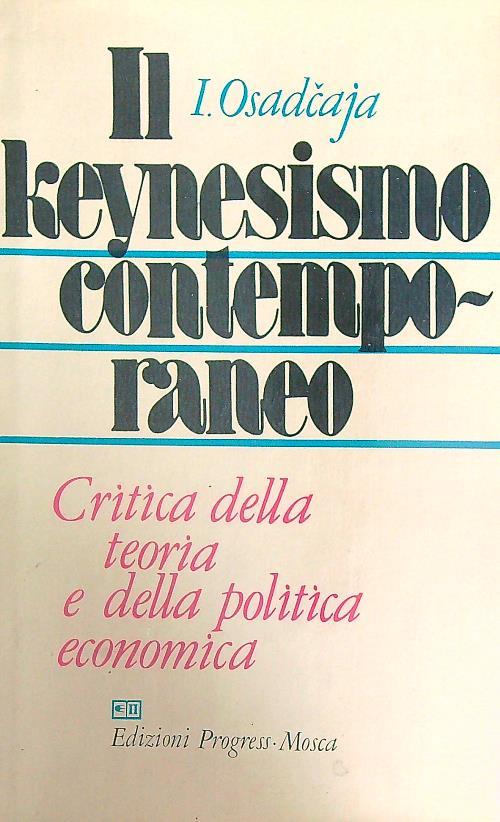 Il I. Osadčaja
keynesismo
contempo-
raneo
Critica della
teoria
e della politica
economica
Edizioni Progress · Mosca